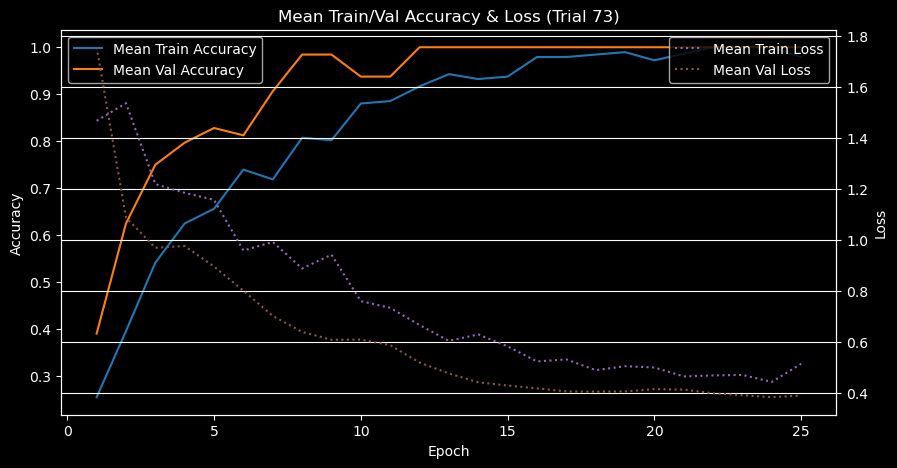 Mean Train/Val Accuracy & Loss (Trial 73)
Mean Train Accuracy
Mean Val Accuracy
Mean Train Loss
Mean Val Loss
Accuracy
1.0
0.9
0.8
0.7
0.6
0.5
0.4
0.3
Loss
1.8
1.6
1.4
1.2
1.0
0.8
0.6
0.4
0 5 10 15 20 25
Epoch